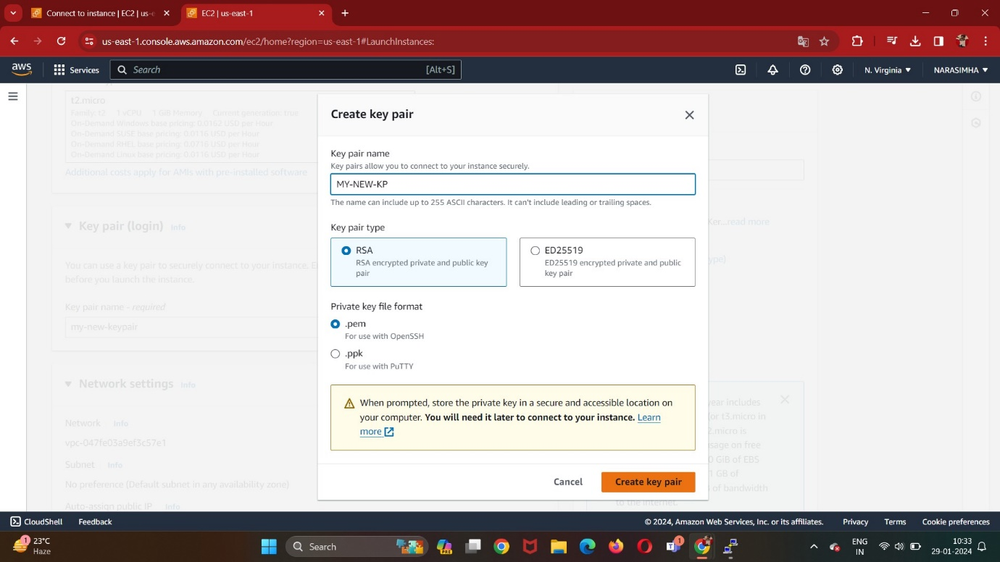 Connect to instance | EC2 | us-e
EC2 | us-east-1
us-east-1.console.aws.amazon.com/ec2/home?region=us-east-1#LaunchInstances:
aws
Services
Search
[Alt+S]
N. Virginia
NARASIMHA
t2.micro
Family: t2 1 vCPU 1 GiB Memory Current generation: true
On-Demand Windows base pricing: 0.0162 USD per Hour
On-Demand SUSE base pricing: 0.0116 USD per Hour
On-Demand RHEL base pricing: 0.0716 USD per Hour
On-Demand Linux base pricing: 0.0116 USD per Hour
Additional costs apply for AMIs with pre-installed software
Key pair (login) Info
You can use a key pair to securely connect to your instance. E
before you launch the instance.
Key pair name - required
my-new-keypair
Network settings Info
Network Info
vpc-047fe03a9ef3c57e1
Subnet Info
No preference (Default subnet in any availability zone)
Auto-assign public IP Info
Create key pair
Key pair name
Key pairs allow you to connect to your instance securely.
MY-NEW-KP
The name can include up to 255 ASCII characters. It can't include leading or trailing spaces.
Key pair type
RSA
RSA encrypted private and public key
pair
ED25519
ED25519 encrypted private and public
key pair
Private key file format
.pem
For use with OpenSSH
.ppk
For use with PuTTY
When prompted, store the private key in a secure and accessible location on
your computer. You will need it later to connect to your instance. Learn
more
Cancel
Create key pair
Ker...read more
ype)
year includes
(or t3.micro in
2.micro is
usage on free
0 GiB of EBS
1 GB of
of bandwidth
to the internet.
CloudShell
Feedback
© 2024, Amazon Web Services, Inc. or its affiliates.
Privacy
Terms
Cookie preferences
1
23°C
Haze
Search
PRE
1
ENG
IN
10:33
29-01-2024